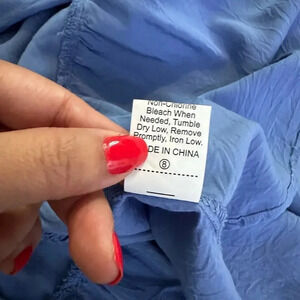 Non-Chlorine
Bleach When
Needed, Tumble
Dry Low, Remove
Promptly, Iron Low.
DE IN CHINA
8